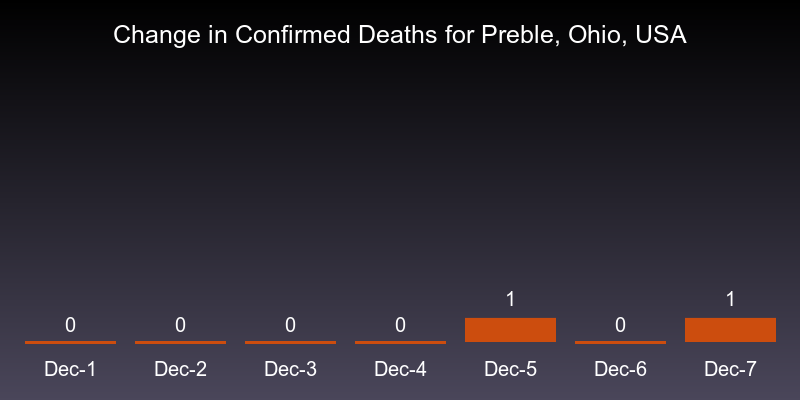 Change in Confirmed Deaths for Preble, Ohio, USA
0 0 0 0 1 0 1
Dec-1 Dec-2 Dec-3 Dec-4 Dec-5 Dec-6 Dec-7